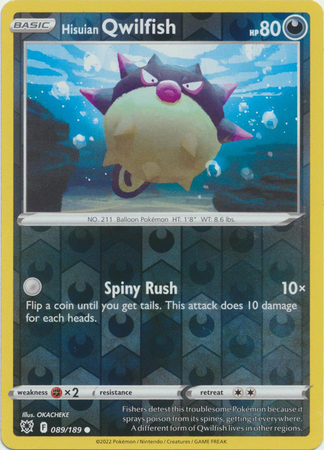 BASIC
Hisuian Qwilfish HP 80
NO. 211 Balloon Pokémon HT: 1'8" WT: 8.6 lbs.
Spiny Rush 10×
Flip a coin until you get tails. This attack does 10 damage
for each heads.
weakness ×2 resistance retreat
Illus. OKACHEKE
F 089/189
Fishers detest this troublesome Pokémon because it
sprays poison from its spines, getting it everywhere.
A different form of Qwilfish lives in other regions.
©2022 Pokémon / Nintendo / Creatures / GAME FREAK